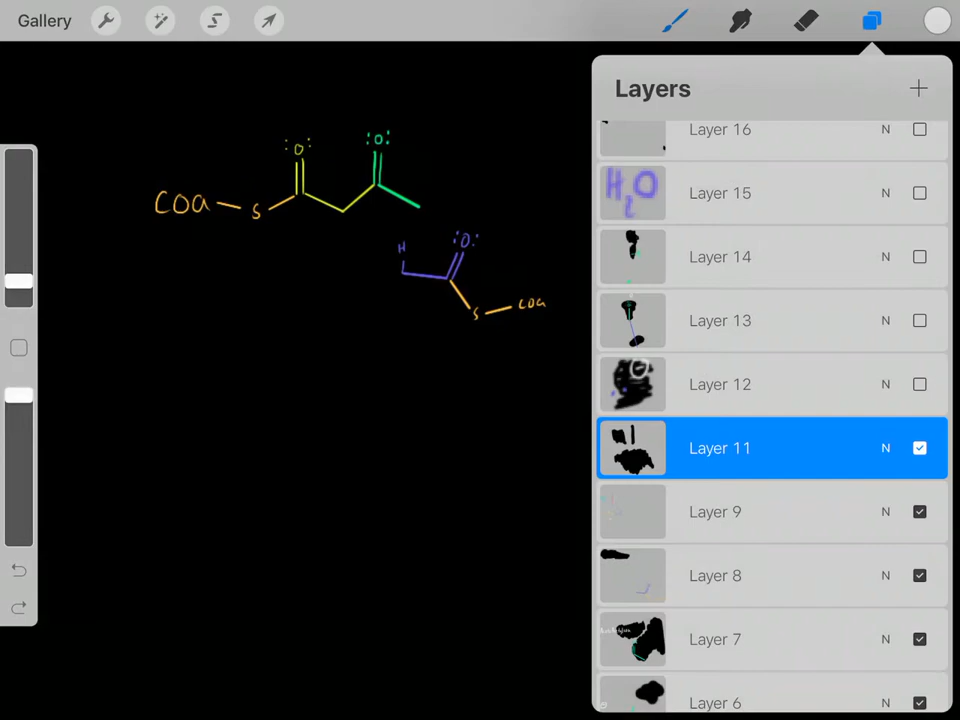 Gallery
Layers
Layer 16 N
H2O Layer 15 N
Layer 14 N
Layer 13 N
Layer 12 N
Layer 11 N
Layer 9 N
Layer 8 N
Layer 7 N
Layer 6 N
:O: :O:
COA S
H :O:
S COA